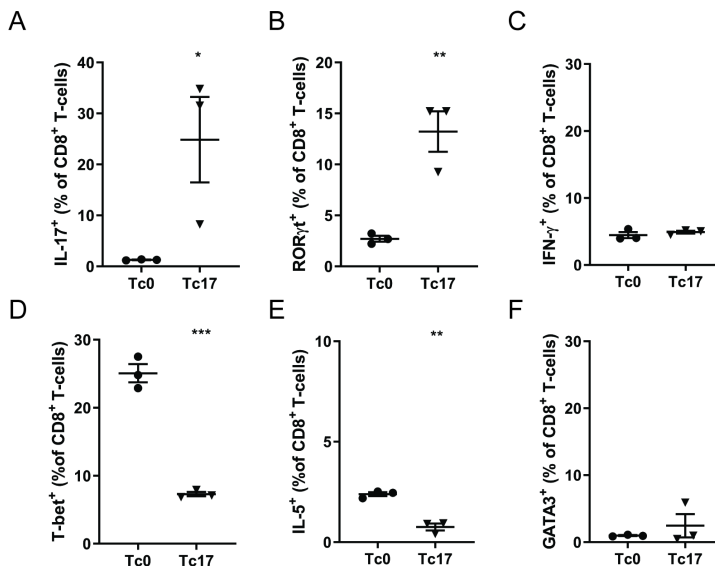 A
B
C
*
**
IL-17⁺ (% of CD8⁺ T-cells)
50
40
30
20
10
0
Tc0 Tc17
RORγt⁺ (% of CD8⁺ T-cells)
20
15
10
5
0
Tc0 Tc17
IFN-γ⁺ (% of CD8⁺ T-cells)
30
20
10
0
Tc0 Tc17
D
E
F
***
**
T-bet⁺ (%of CD8⁺ T-cells)
30
20
10
0
Tc0 Tc17
IL-5⁺ (%of CD8⁺ T-cells)
10
5
0
Tc0 Tc17
GATA3⁺ (% of CD8⁺ T-cells)
30
20
10
0
Tc0 Tc17